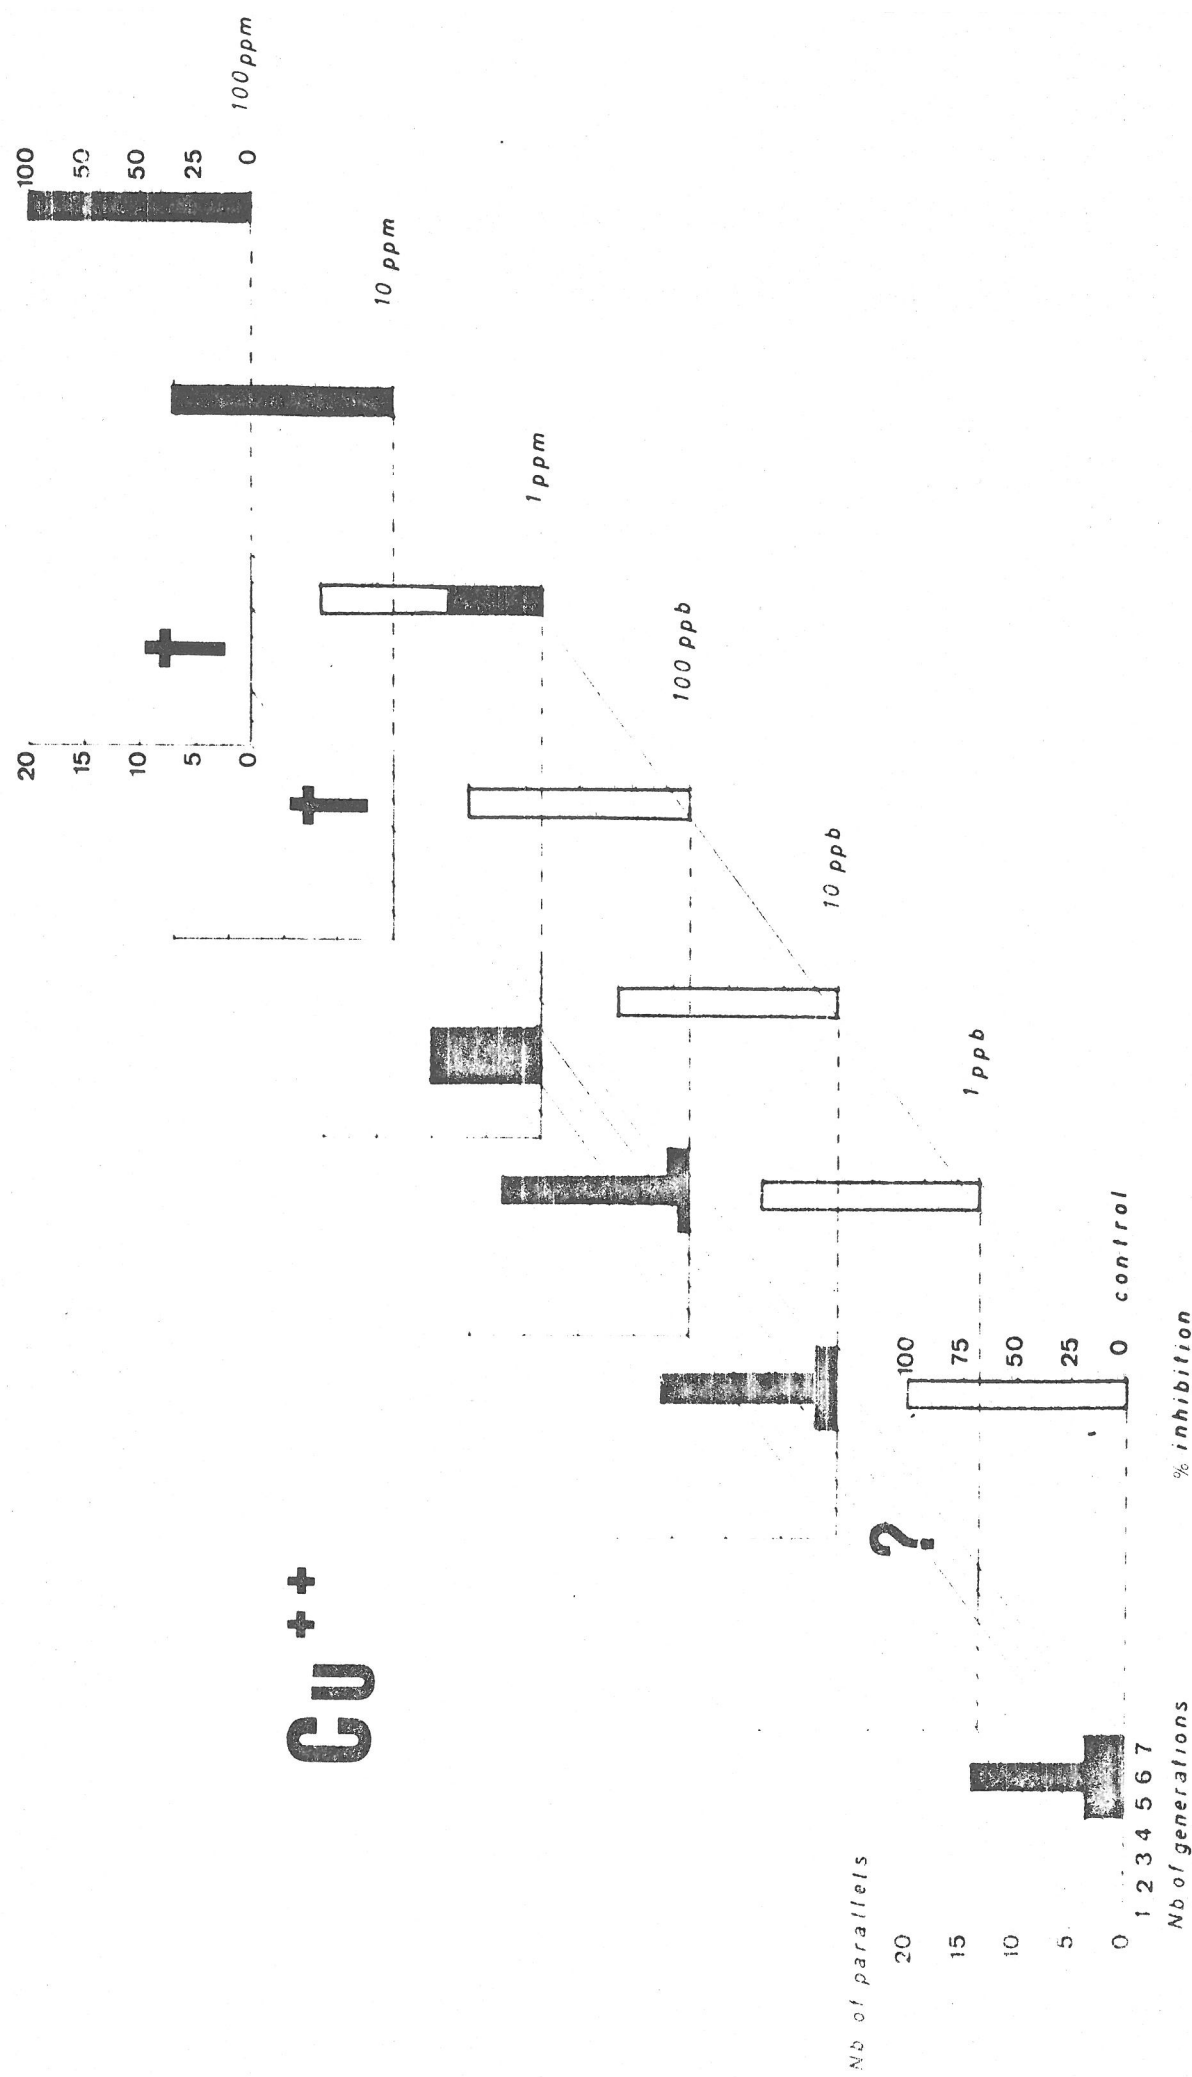 20 100
15 50
10 50
5 25
0 0 100 ppm
†
Cu++ †
10 ppm
1 ppm
100 ppb
10 ppb
Nb of parallels
?
20 100
15 75
1 ppb
10 50
5 25
0 0 control
1 2 3 4 5 6 7
Nb of generations
% inhibition